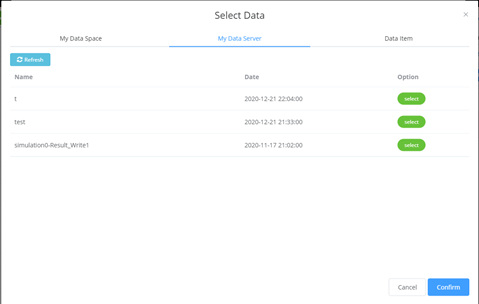 Select Data
My Data Space My Data Server Data Item
Refresh
Name Date Option
t 2020-12-21 22:04:00 select
test 2020-12-21 21:33:00 select
simulation0-Result_Write1 2020-11-17 21:02:00 select
Cancel Confirm